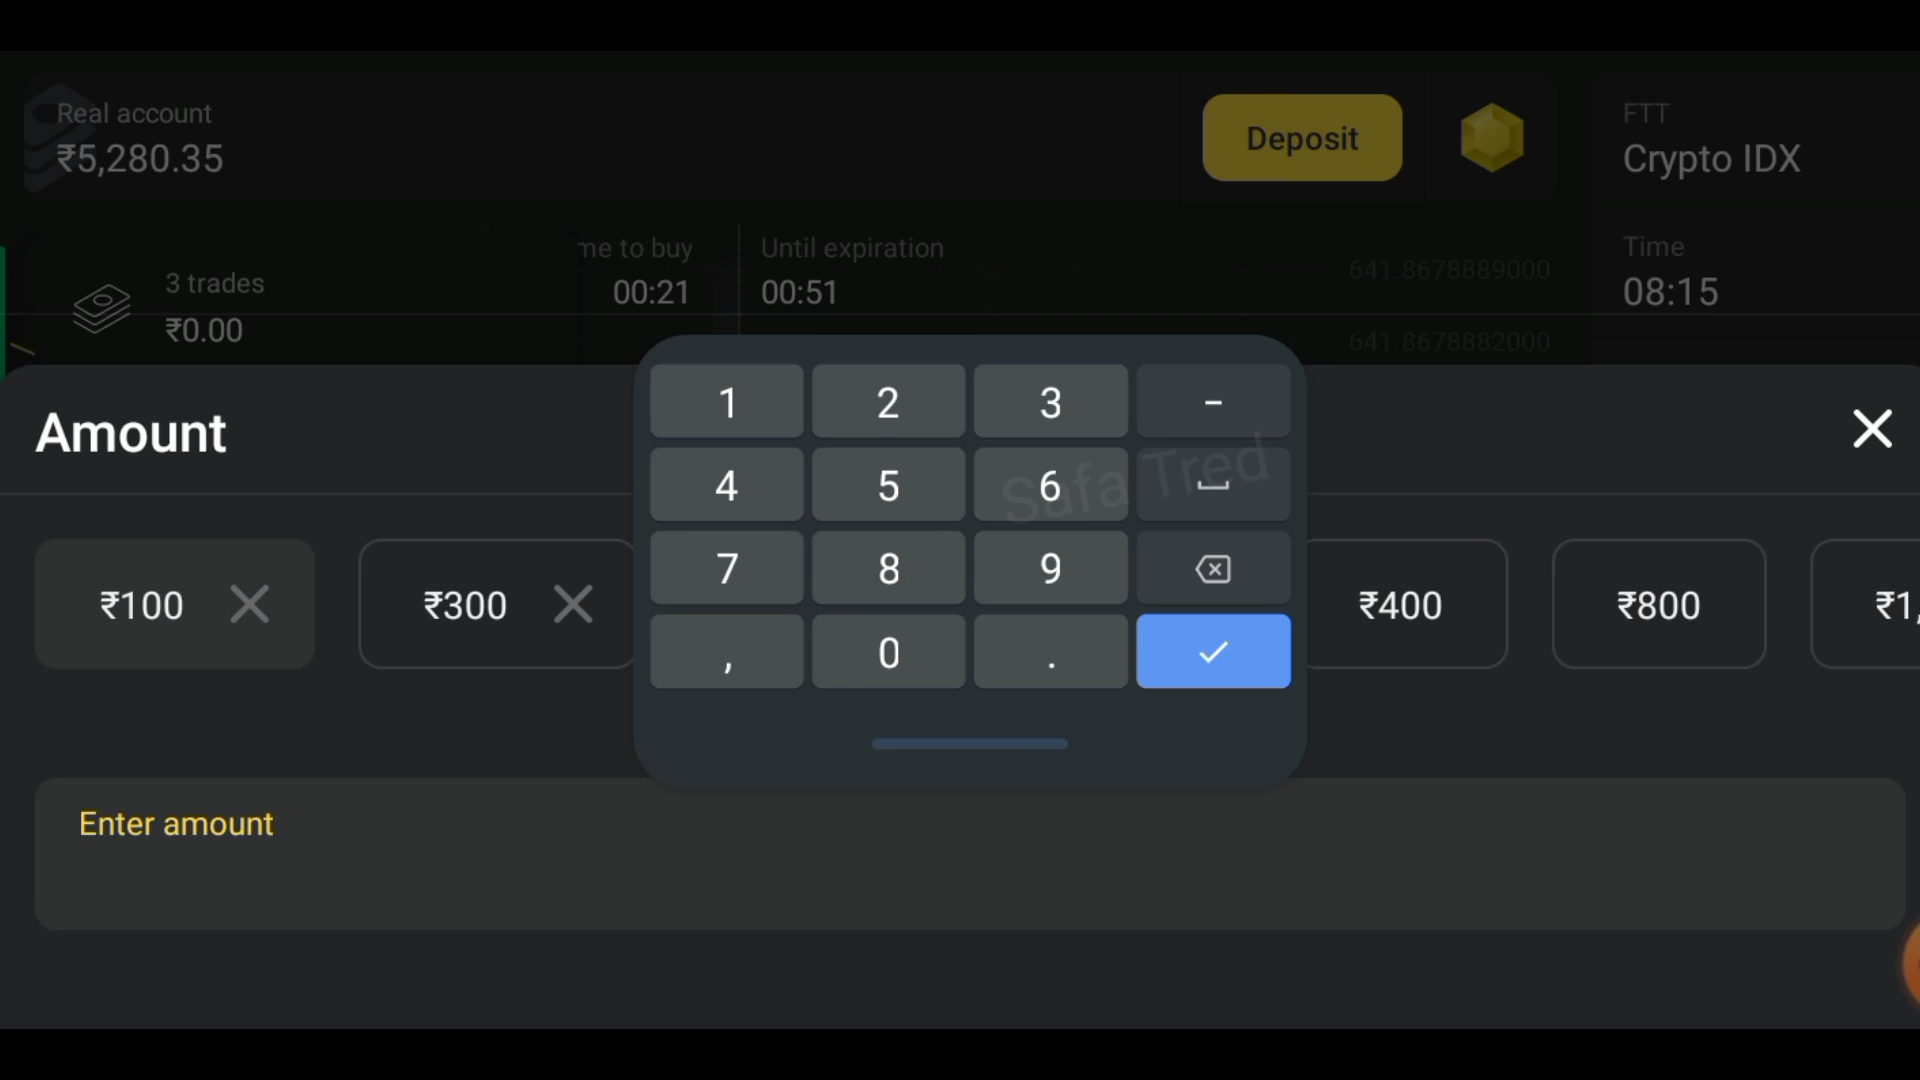 Real account
₹5,280.35
Deposit
FTT
Crypto IDX
3 trades
₹0.00
me to buy
00:21
Until expiration
00:51
641.8678889000
641.8678882000
Time
08:15
Amount
1 2 3 -
4 5 6
7 8 9
, 0 .
Safa Tred
₹100
₹300
₹400
₹800
₹1,
Enter amount